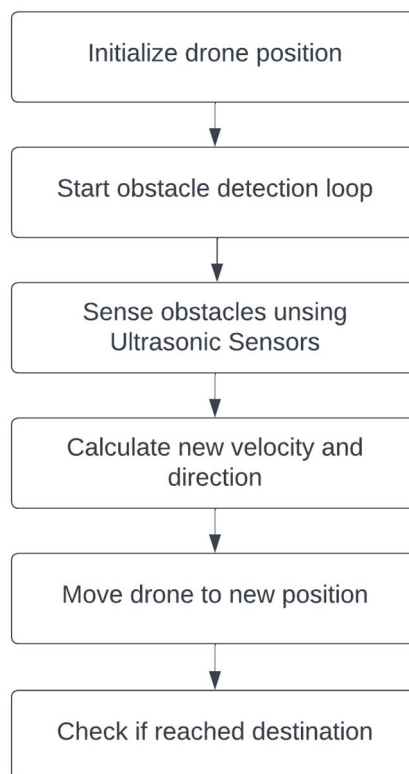 Initialize drone position
Start obstacle detection loop
Sense obstacles unsing
Ultrasonic Sensors
Calculate new velocity and
direction
Move drone to new position
Check if reached destination